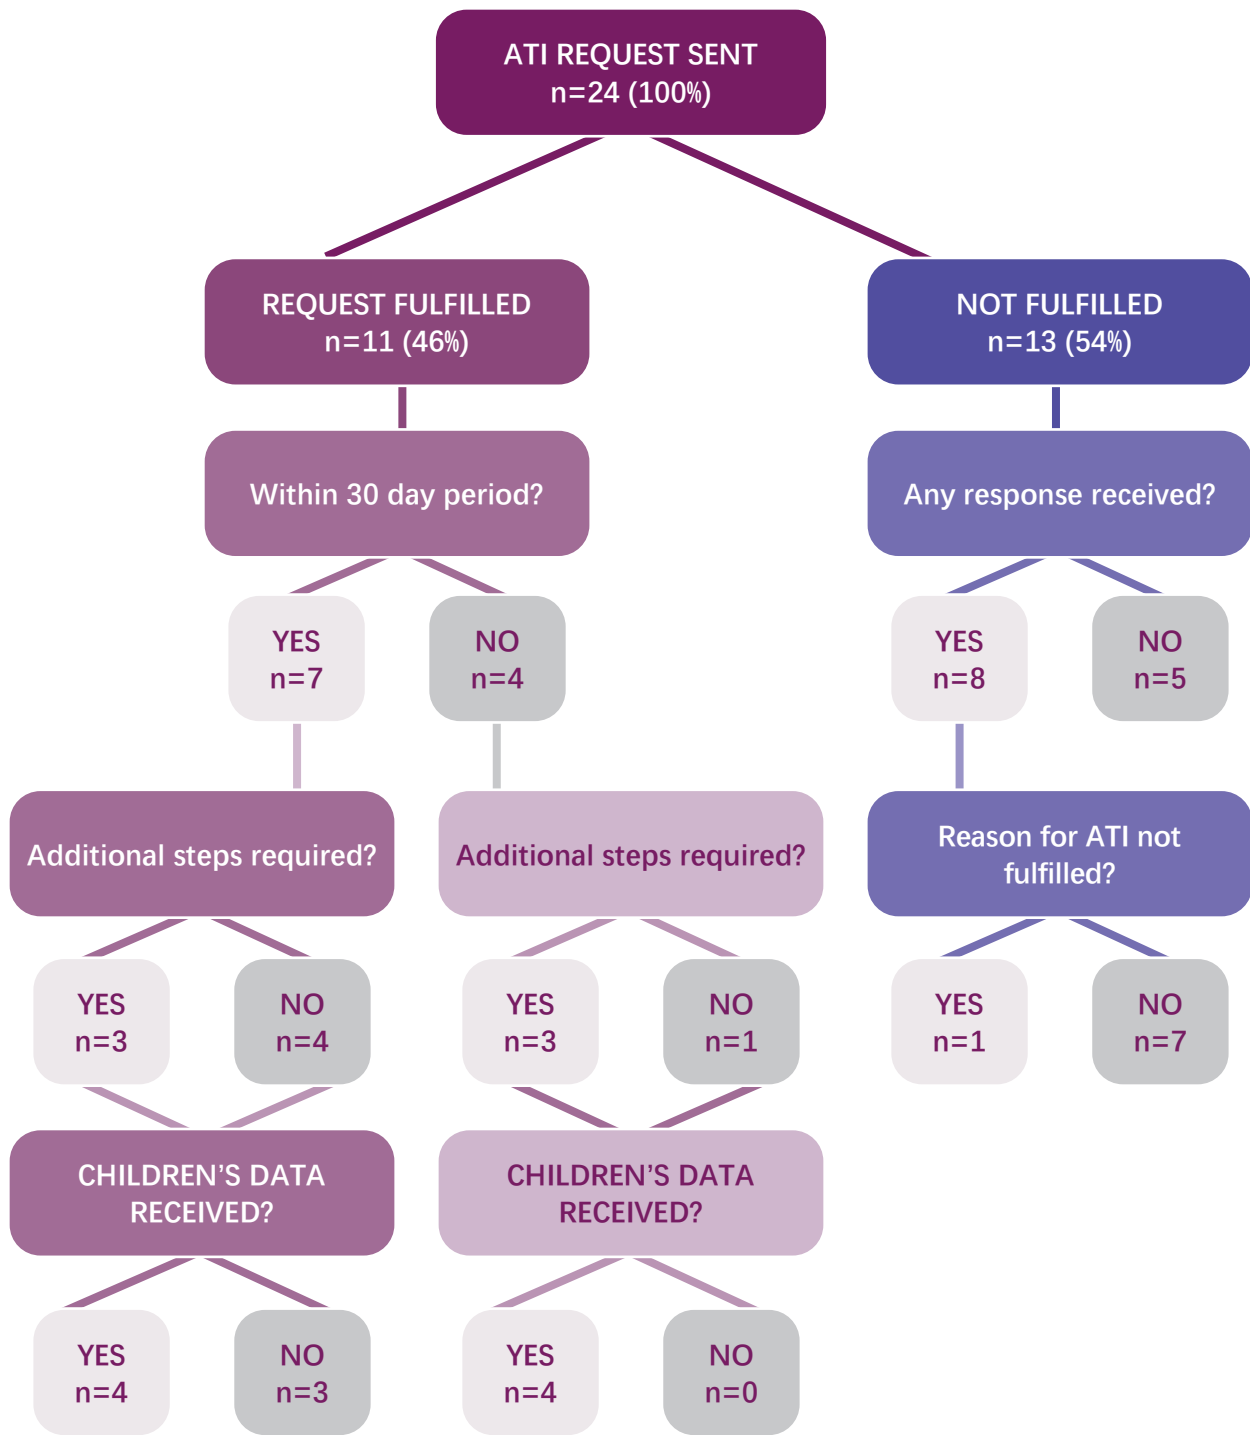 ATI REQUEST SENT
n=24 (100%)
REQUEST FULFILLED
n=11 (46%)
NOT FULFILLED
n=13 (54%)
Within 30 day period?
Any response received?
YES
n=7
NO
n=4
YES
n=8
NO
n=5
Additional steps required?
Additional steps required?
Reason for ATI not
fulfilled?
YES
n=3
NO
n=4
YES
n=3
NO
n=1
YES
n=1
NO
n=7
CHILDREN’S DATA
RECEIVED?
CHILDREN’S DATA
RECEIVED?
YES
n=4
NO
n=3
YES
n=4
NO
n=0